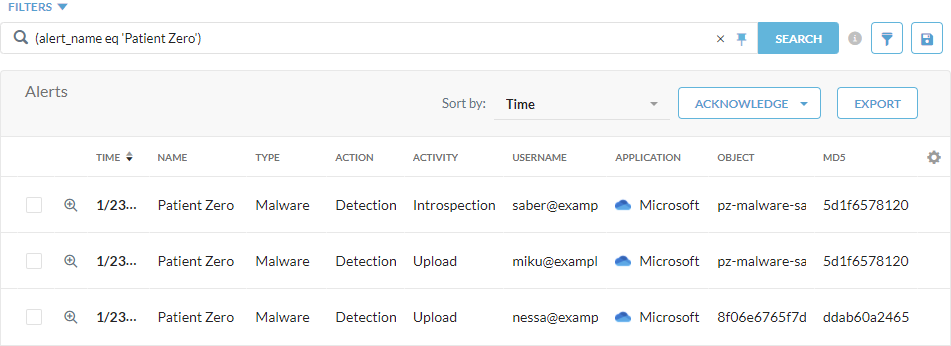 FILTERS
(alert_name eq 'Patient Zero') × SEARCH
Alerts Sort by: Time ACKNOWLEDGE EXPORT
TIME NAME TYPE ACTION ACTIVITY USERNAME APPLICATION OBJECT MD5
1/23... Patient Zero Malware Detection Introspection saber@examp Microsoft pz-malware-sa 5d1f6578120
1/23... Patient Zero Malware Detection Upload miku@exampl Microsoft pz-malware-sa 5d1f6578120
1/23... Patient Zero Malware Detection Upload nessa@examp Microsoft 8f06e6765f7d ddab60a2465